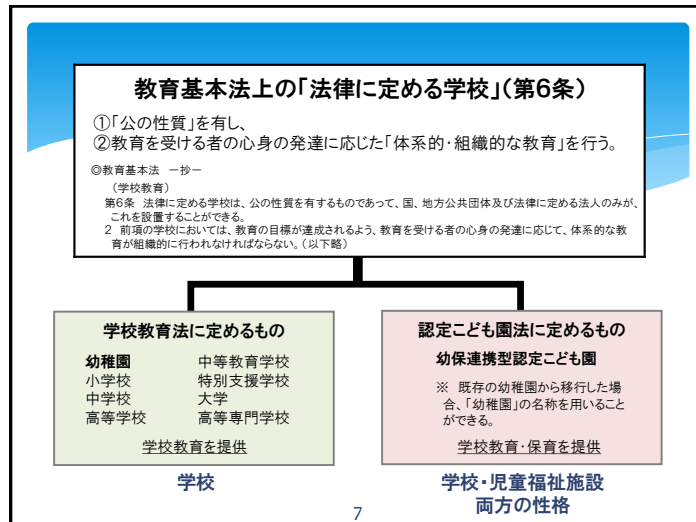 教育基本法上の「法律に定める学校」(第6条)
①「公の性質」を有し、
②教育を受ける者の心身の発達に応じた「体系的・組織的な教育」を行う。
◎教育基本法 －抄－
(学校教育)
第6条 法律に定める学校は、公の性質を有するものであって、国、地方公共団体及び法律に定める法人のみが、
これを設置することができる。
2 前項の学校においては、教育の目標が達成されるよう、教育を受ける者の心身の発達に応じて、体系的な教
育が組織的に行われなければならない。(以下略)
学校教育法に定めるもの
幼稚園
小学校
中学校
高等学校
中等教育学校
特別支援学校
大学
高等専門学校
学校教育を提供
学校
認定こども園法に定めるもの
幼保連携型認定こども園
※ 既存の幼稚園から移行した場
合、「幼稚園」の名称を用いること
ができる。
学校教育・保育を提供
学校・児童福祉施設
両方の性格
7